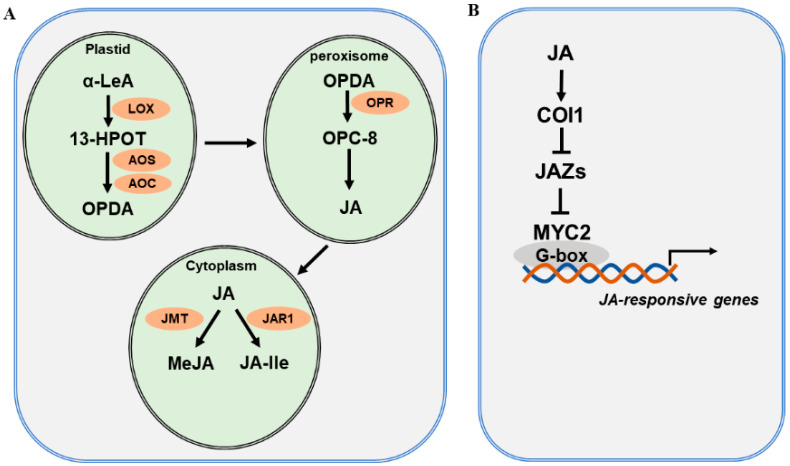 A
Plastid
α-LeA
LOX
13-HPOT
AOS
AOC
OPDA
peroxisome
OPDA
OPR
OPC-8
JA
Cytoplasm
JA
JMT
JAR1
MeJA
JA-Ile
B
JA
COI1
JAZs
MYC2
G-box
JA-responsive genes